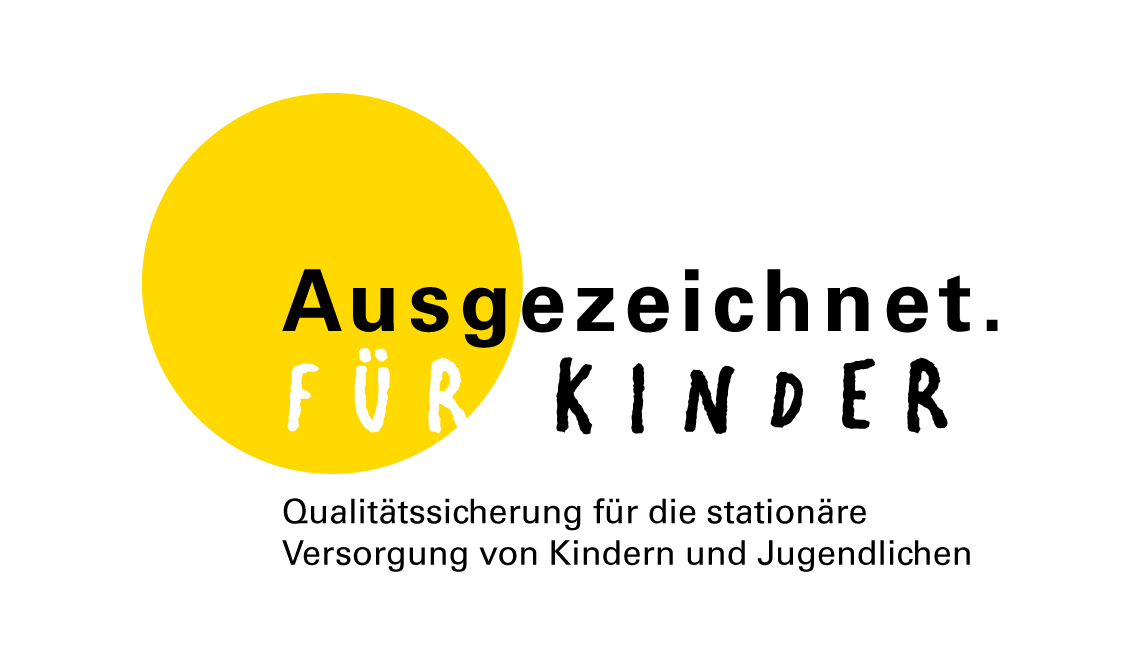 Ausgezeichnet.
FÜR KINDER
Qualitätssicherung für die stationäre
Versorgung von Kindern und Jugendlichen